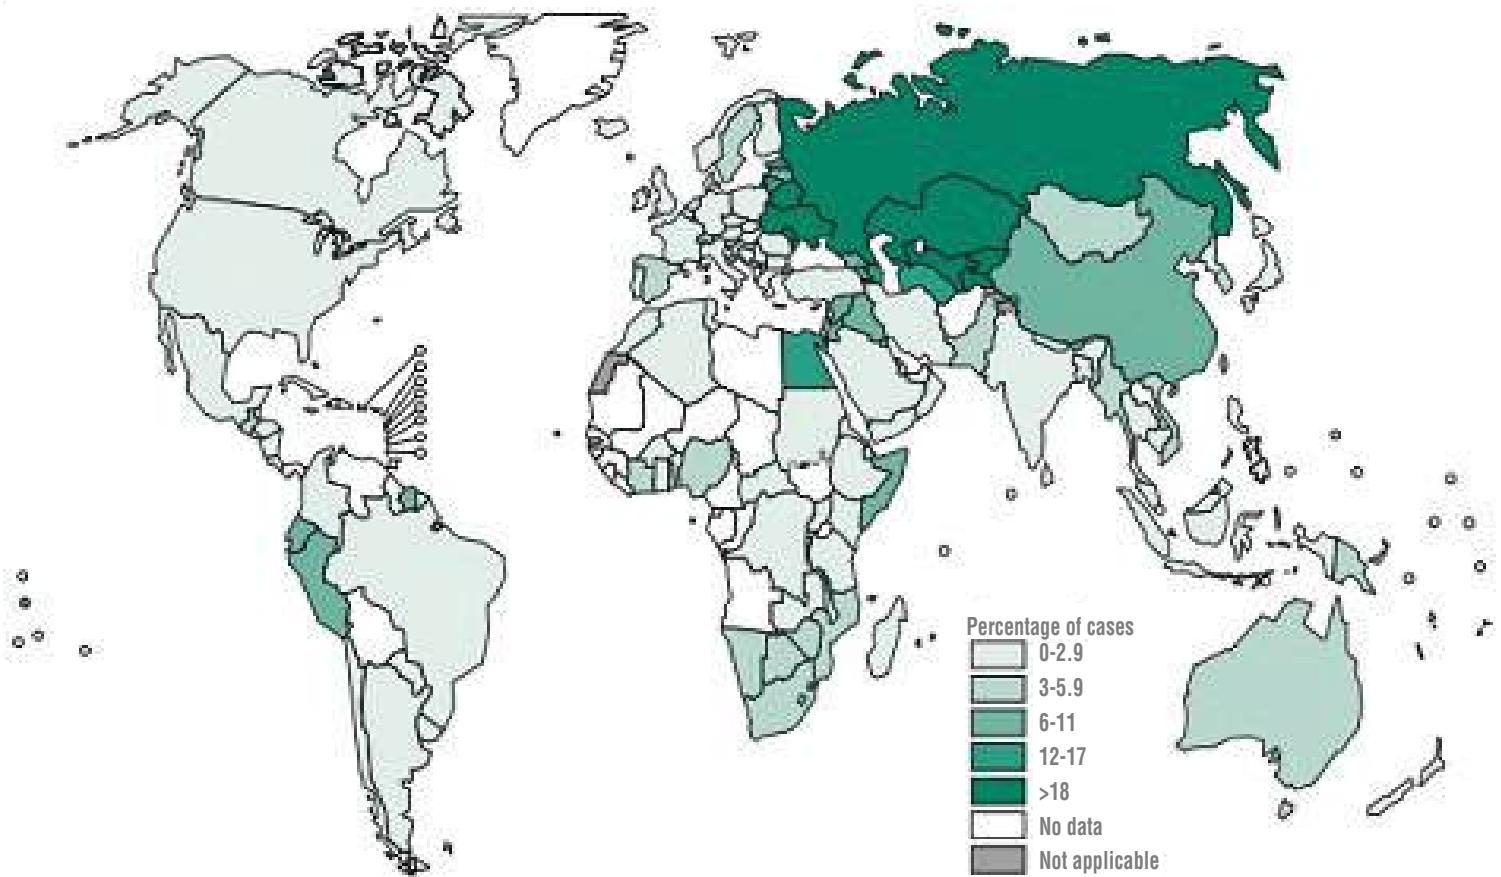 Percentage of cases
0-2.9
3-5.9
6-11
12-17
>18
No data
Not applicable